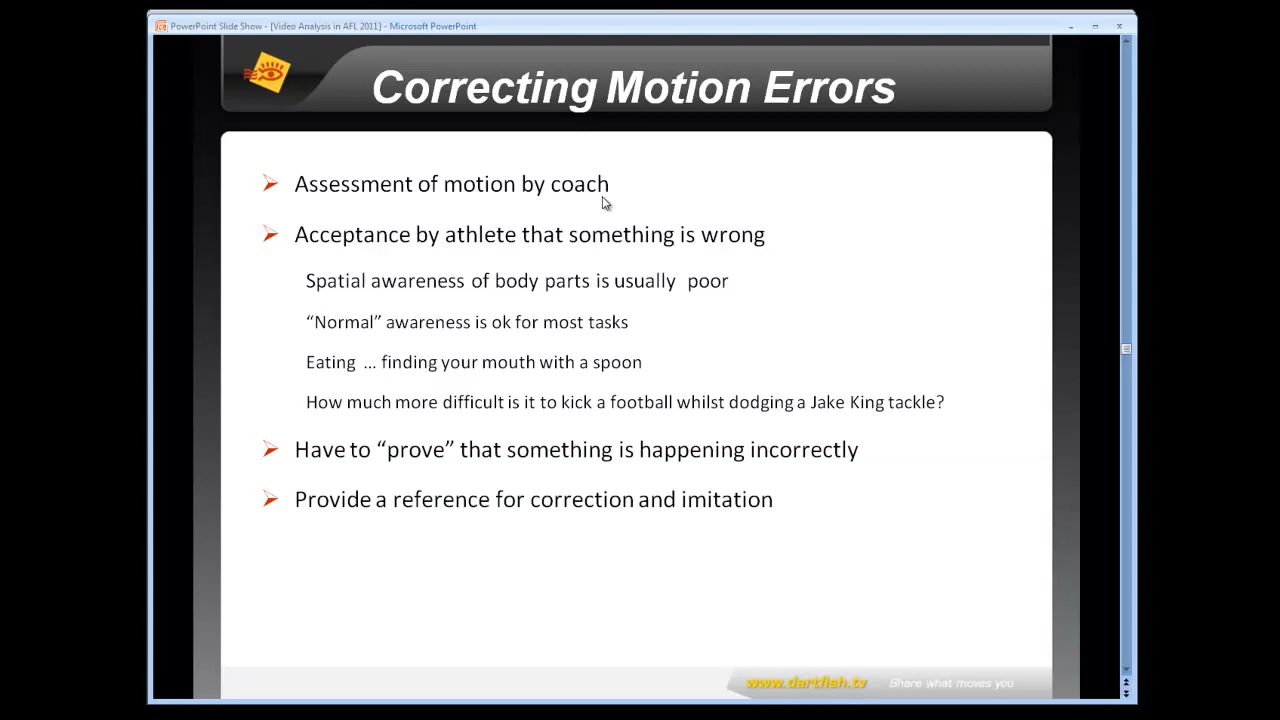 PowerPoint Slide Show - [Video Analysis in AFL 2011] - Microsoft PowerPoint
Correcting Motion Errors
Assessment of motion by coach
Acceptance by athlete that something is wrong
Spatial awareness of body parts is usually poor
“Normal” awareness is ok for most tasks
Eating ... finding your mouth with a spoon
How much more difficult is it to kick a football whilst dodging a Jake King tackle?
Have to “prove” that something is happening incorrectly
Provide a reference for correction and imitation
www.dartfish.tv Share what moves you